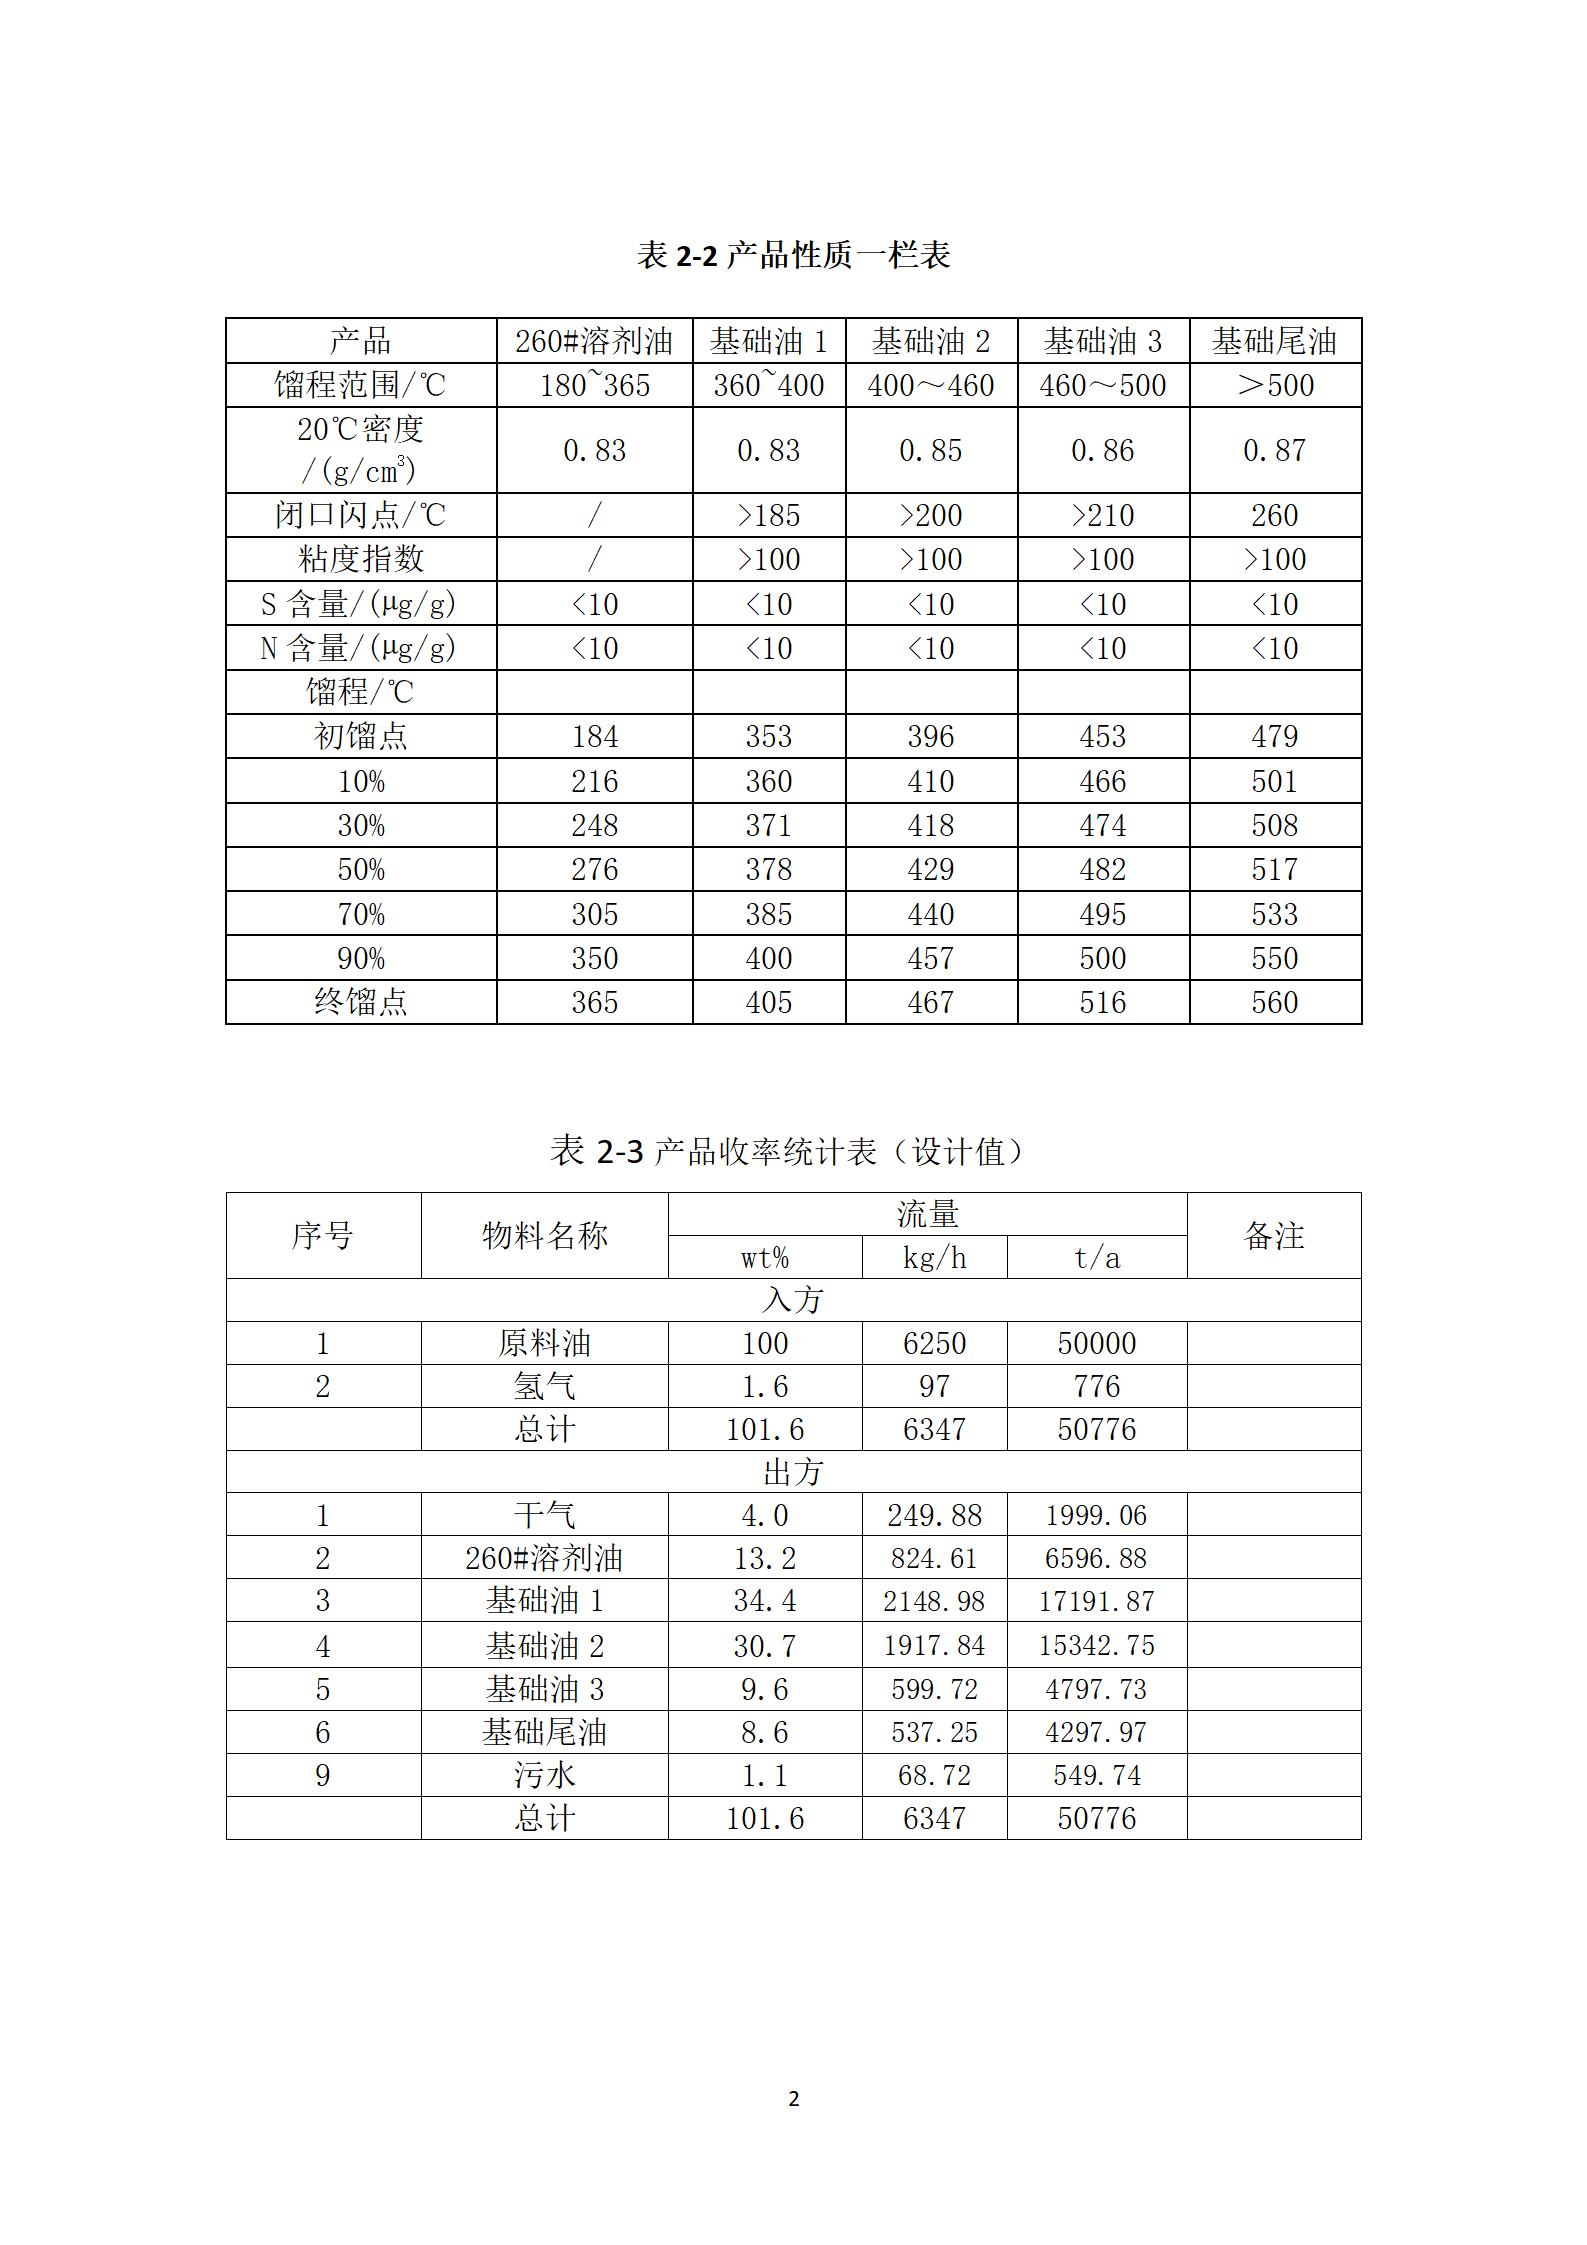 表 2-2 产品性质一栏表
产品 260#溶剂油 基础油 1 基础油 2 基础油 3 基础尾油
馏程范围/℃ 180~365 360~400 400～460 460～500 ＞500
20℃密度
/(g/cm³) 0.83 0.83 0.85 0.86 0.87
闭口闪点/℃ / >185 >200 >210 260
粘度指数 / >100 >100 >100 >100
S 含量/(μg/g) <10 <10 <10 <10 <10
N 含量/(μg/g) <10 <10 <10 <10 <10
馏程/℃
初馏点 184 353 396 453 479
10% 216 360 410 466 501
30% 248 371 418 474 508
50% 276 378 429 482 517
70% 305 385 440 495 533
90% 350 400 457 500 550
终馏点 365 405 467 516 560
表 2-3 产品收率统计表（设计值）
序号 物料名称 流量 备注
wt% kg/h t/a
入方
1 原料油 100 6250 50000
2 氢气 1.6 97 776
总计 101.6 6347 50776
出方
1 干气 4.0 249.88 1999.06
2 260#溶剂油 13.2 824.61 6596.88
3 基础油 1 34.4 2148.98 17191.87
4 基础油 2 30.7 1917.84 15342.75
5 基础油 3 9.6 599.72 4797.73
6 基础尾油 8.6 537.25 4297.97
9 污水 1.1 68.72 549.74
总计 101.6 6347 50776
2